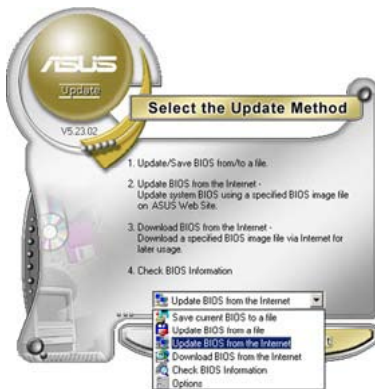 ASUS
Update
V5.23.02
Select the Update Method
1. Update/Save BIOS from/to a file.
2. Update BIOS from the Internet -
Update system BIOS using a specified BIOS image file
on ASUS Web Site.
3. Download BIOS from the Internet -
Download a specified BIOS image file via Internet for
later usage.
4. Check BIOS Information
Update BIOS from the Internet
Save current BIOS to a file
Update BIOS from a file
Update BIOS from the Internet
Download BIOS from the Internet
Check BIOS Information
Options